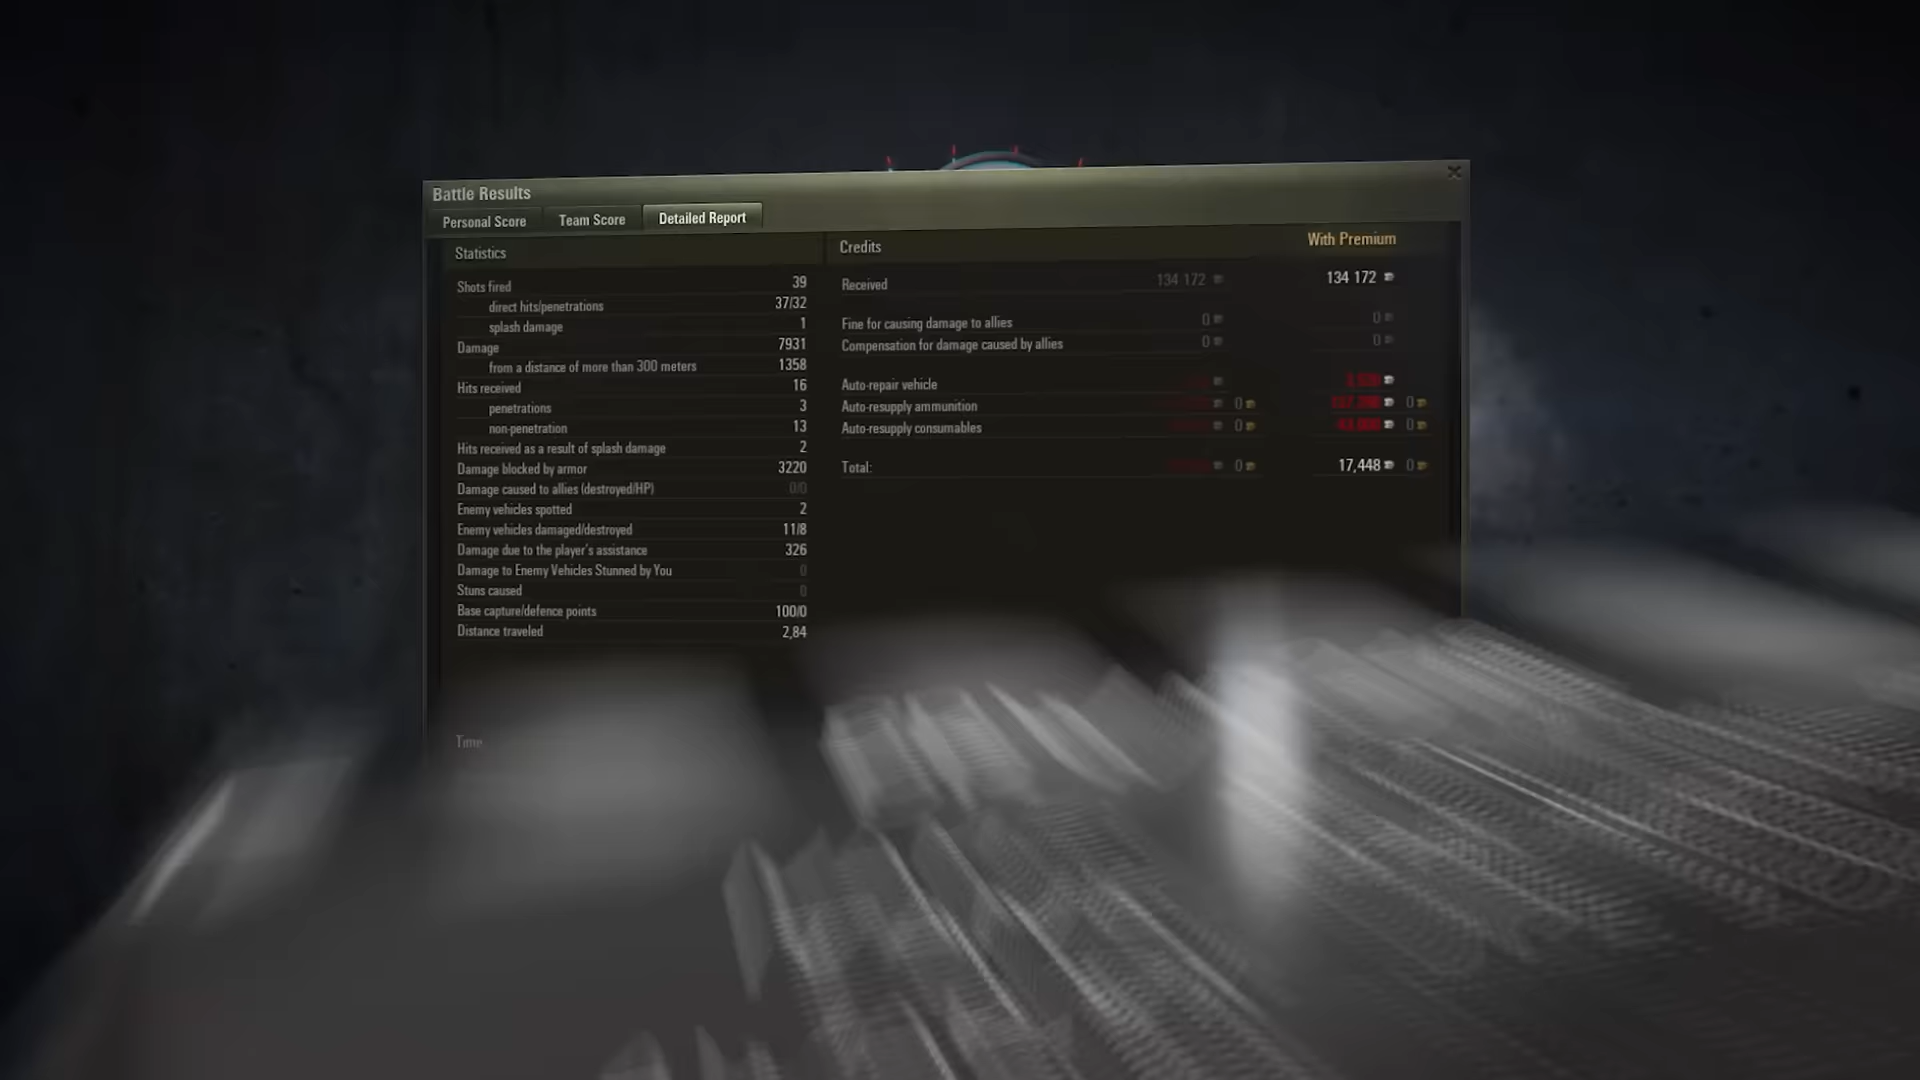 Battle Results
Personal Score Team Score Detailed Report
Statistics
Shots fired 39
direct hits/penetrations 37/32
splash damage 1
Damage 7931
from a distance of more than 300 meters 1358
Hits received 16
penetrations 3
non-penetration 13
Hits received as a result of splash damage 2
Damage blocked by armor 3220
Damage caused to allies (destroyed/HP) 0/0
Enemy vehicles spotted 2
Enemy vehicles damaged/destroyed 11/8
Damage due to the player's assistance 326
Damage to Enemy Vehicles Stunned by You 0
Stuns caused 0
Base capture/defence points 100/0
Distance traveled 2,84
Time
Credits With Premium
Received 134 172 134 172
Fine for causing damage to allies 0 0
Compensation for damage caused by allies 0 0
Auto-repair vehicle
Auto-resupply ammunition 0 0
Auto-resupply consumables 0 0
Total: 0 17,448 0